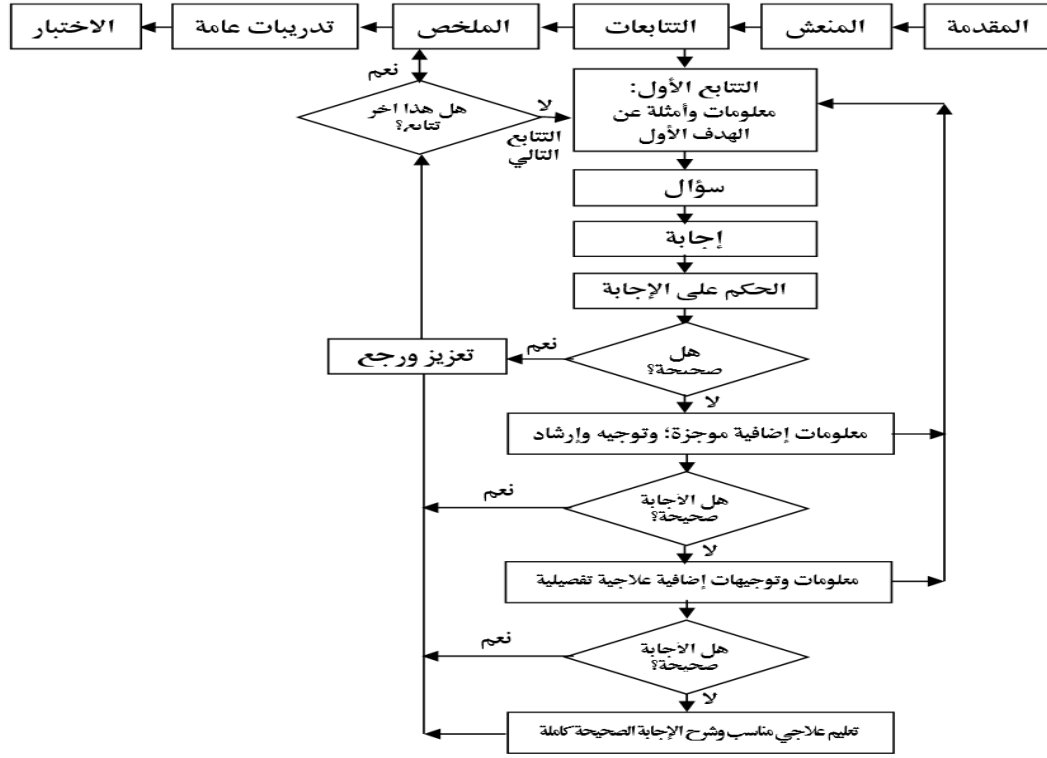 المقدمة
المنعش
التتابعات
الملخص
تدريبات عامة
الاختبار
التتابع الأول:
معلومات وأمثلة عن
الهدف الأول
نعم
هل هذا اخر
تتابع؟
لا
التتابع
التالي
سؤال
إجابة
الحكم على الإجابة
هل
صحيحة؟
نعم
تعزيز ورجع
لا
معلومات إضافية موجزة؛ وتوجيه وإرشاد
هل الأجابة
صحيحة؟
نعم
لا
معلومات وتوجيهات إضافية علاجية تفصيلية
هل الأجابة
صحيحة؟
نعم
لا
تعليم علاجي مناسب وشرح الإجابة الصحيحة كاملة